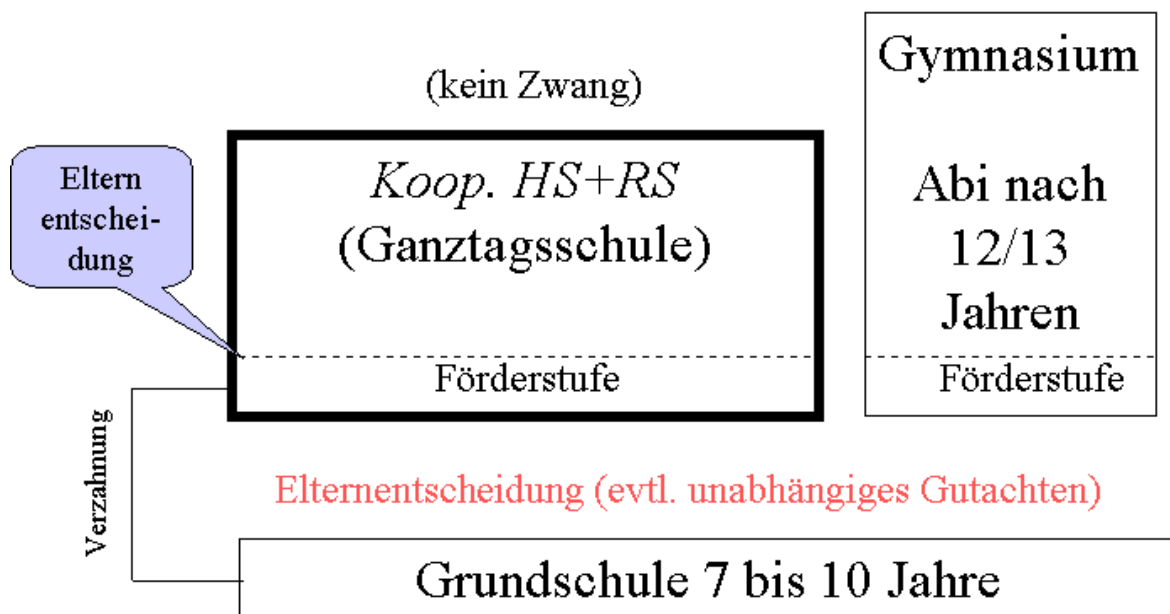 (kein Zwang)
Gymnasium
Eltern
entschei-
dung
Koop. HS+RS
(Ganztagsschule)
Abi nach
12/13
Jahren
Förderstufe
Förderstufe
Verzahnung
Elternentscheidung (evtl. unabhängiges Gutachten)
Grundschule 7 bis 10 Jahre